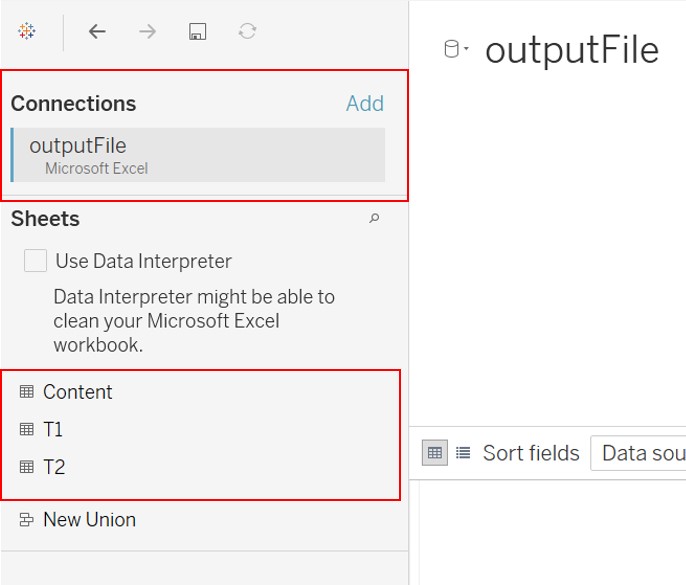 outputFile
Connections
Add
outputFile
Microsoft Excel
Sheets
Use Data Interpreter
Data Interpreter might be able to
clean your Microsoft Excel
workbook.
Content
T1
T2
New Union
Sort fields
Data sou